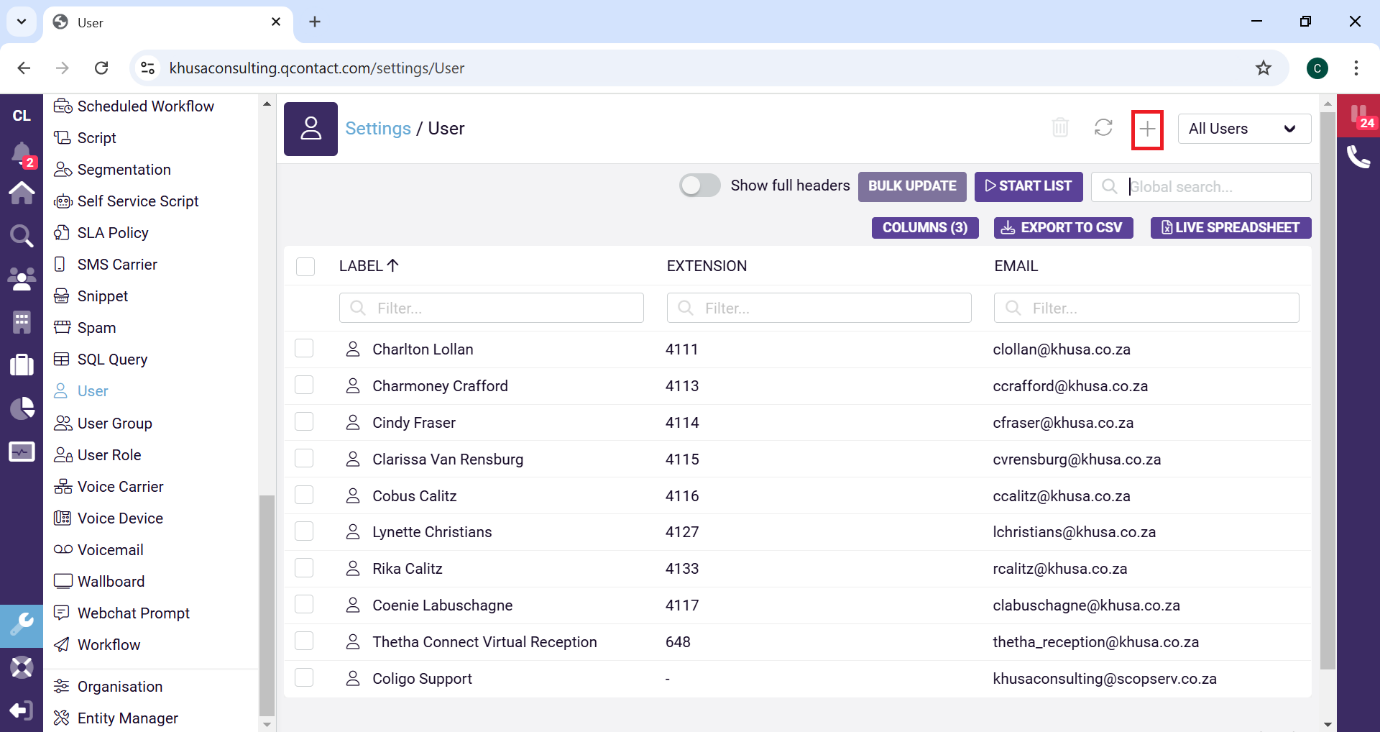 User
khusaconsulting.qcontact.com/settings/User
C
CL
2
Scheduled Workflow
Script
Segmentation
Self Service Script
SLA Policy
SMS Carrier
Snippet
Spam
SQL Query
User
User Group
User Role
Voice Carrier
Voice Device
Voicemail
Wallboard
Webchat Prompt
Workflow
Organisation
Entity Manager
Settings / User
All Users
24
Show full headers
BULK UPDATE
START LIST
Global search...
COLUMNS (3)
EXPORT TO CSV
LIVE SPREADSHEET
LABEL EXTENSION EMAIL
Filter... Filter... Filter...
Charlton Lollan 4111 clollan@khusa.co.za
Charmoney Crafford 4113 ccrafford@khusa.co.za
Cindy Fraser 4114 cfraser@khusa.co.za
Clarissa Van Rensburg 4115 cvrensburg@khusa.co.za
Cobus Calitz 4116 ccalitz@khusa.co.za
Lynette Christians 4127 lchristians@khusa.co.za
Rika Calitz 4133 rcalitz@khusa.co.za
Coenie Labuschagne 4117 clabuschagne@khusa.co.za
Thetha Connect Virtual Reception 648 thetha_reception@khusa.co.za
Coligo Support - khusaconsulting@scopserv.co.za